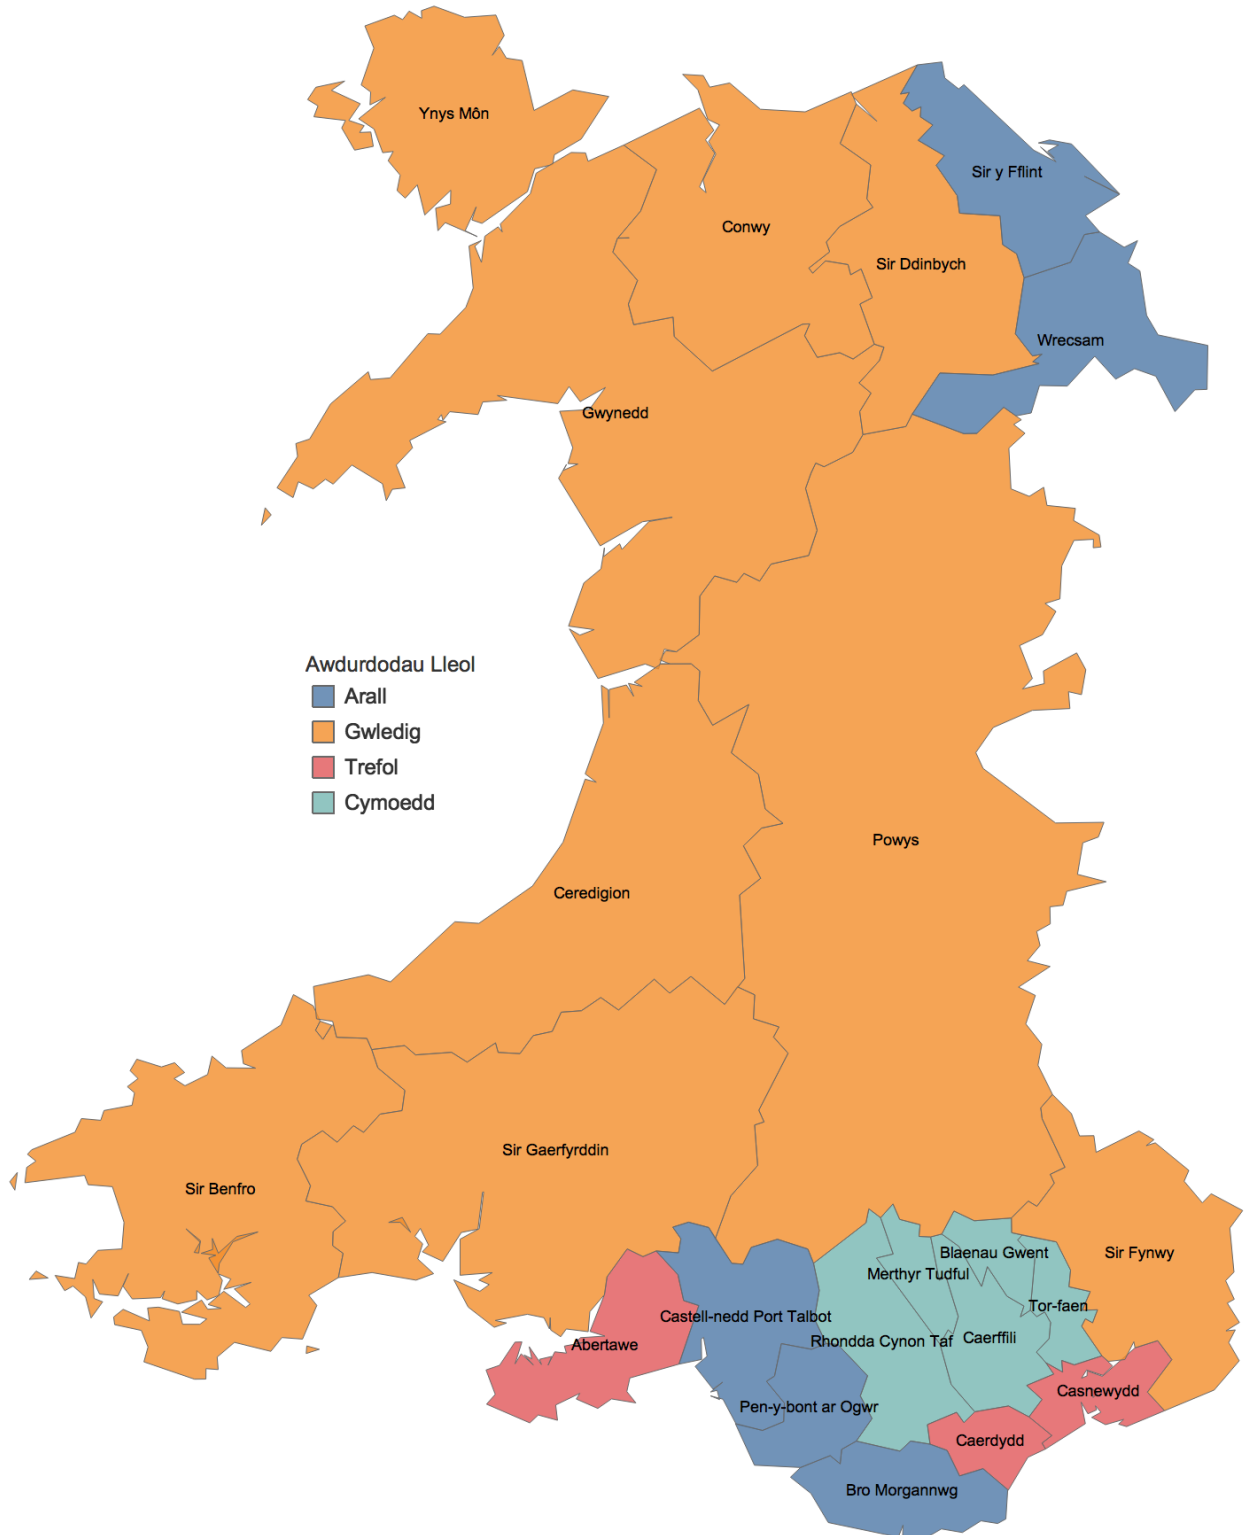 Ynys Môn
Sir y Fflint
Conwy
Sir Ddinbych
Wrecsam
Gwynedd
Awdurdodau Lleol
Arall
Gwledig
Trefol
Cymoedd
Powys
Ceredigion
Sir Gaerfyrddin
Sir Benfro
Blaenau Gwent
Sir Fynwy
Merthyr Tudful
Tor-faen
Castell-nedd Port Talbot
Rhondda Cynon Taf
Caerffili
Abertawe
Casnewydd
Pen-y-bont ar Ogwr
Caerdydd
Bro Morgannwg